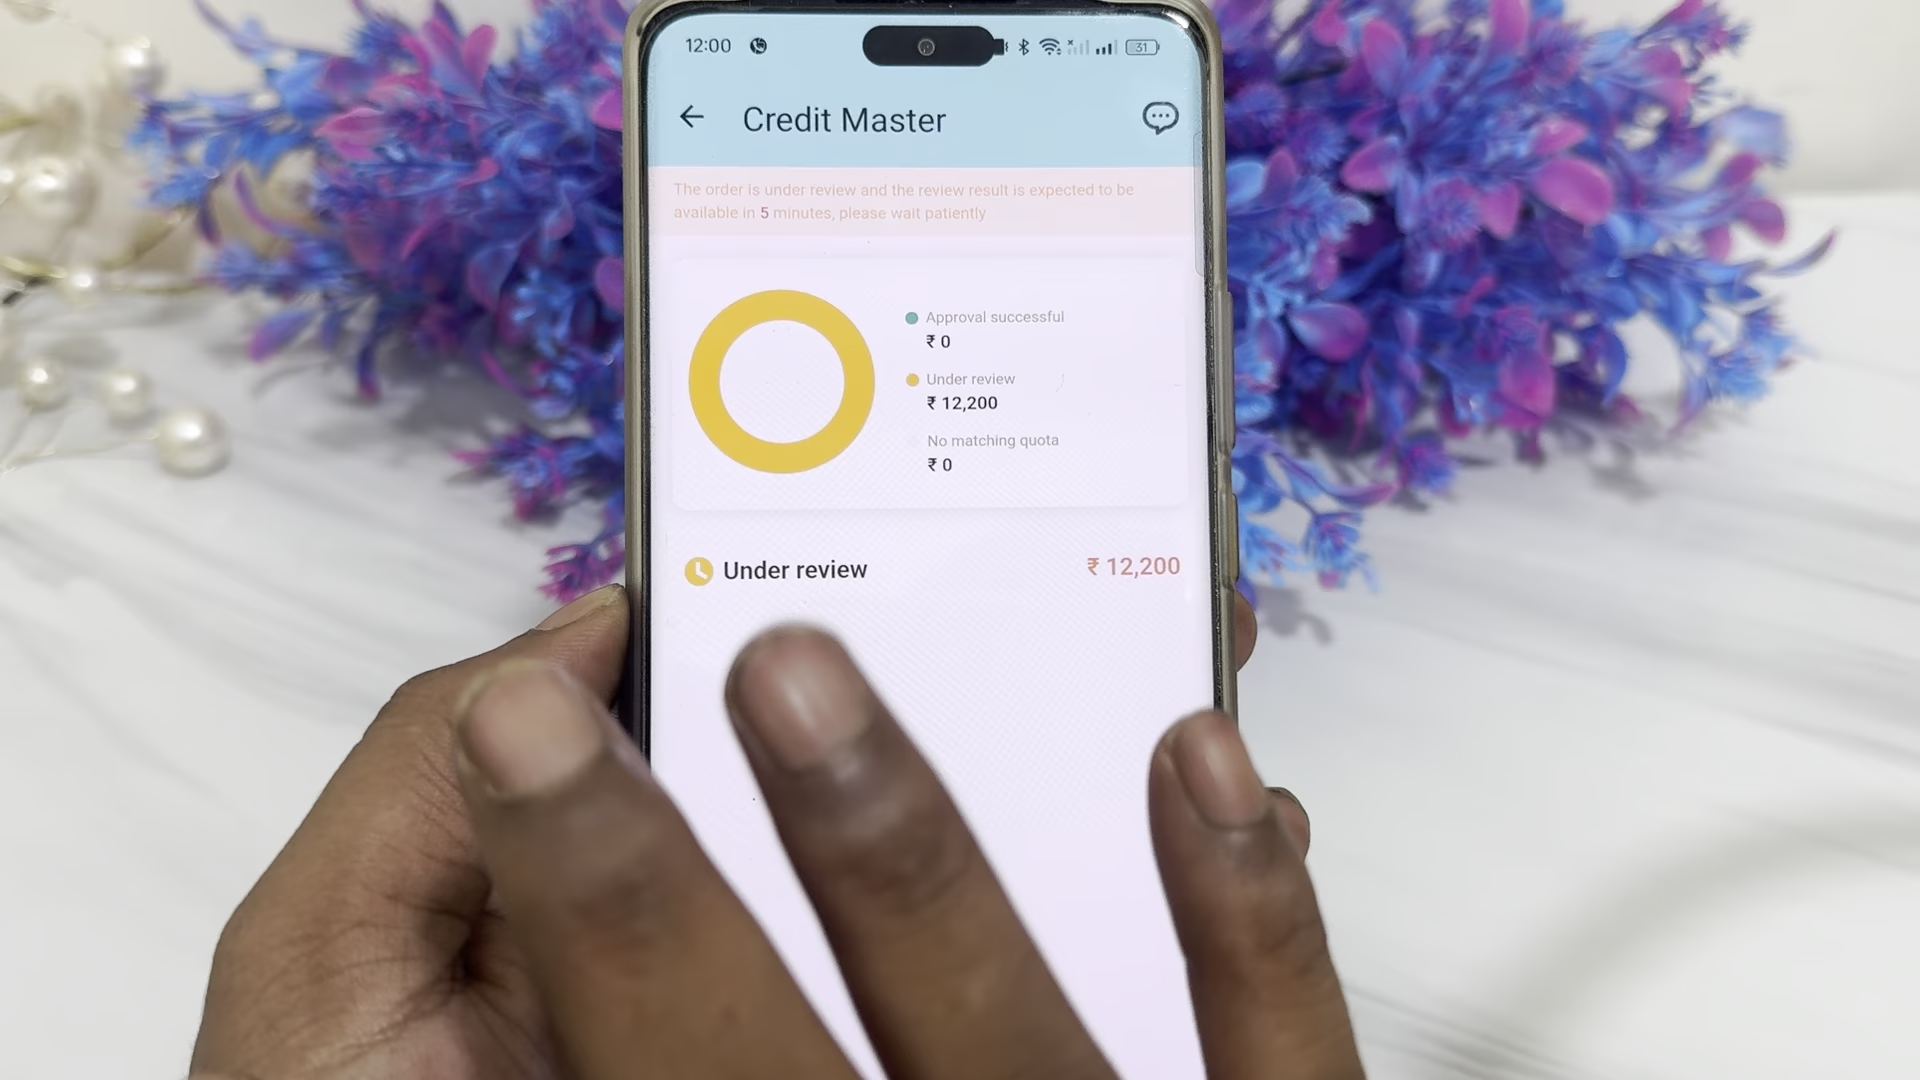 12:00
31
Credit Master
The order is under review and the review result is expected to be
available in 5 minutes, please wait patiently
Approval successful
₹ 0
Under review
₹ 12,200
No matching quota
₹ 0
Under review
₹ 12,200